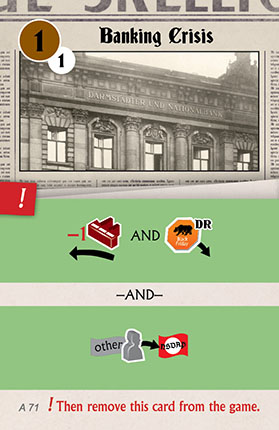 1 Banking Crisis
1
DARMSTÄDTER UND NATIONALBANK
!
–1 AND DR
Black
Friday
–AND–
other NSDAP
A 71 ! Then remove this card from the game.